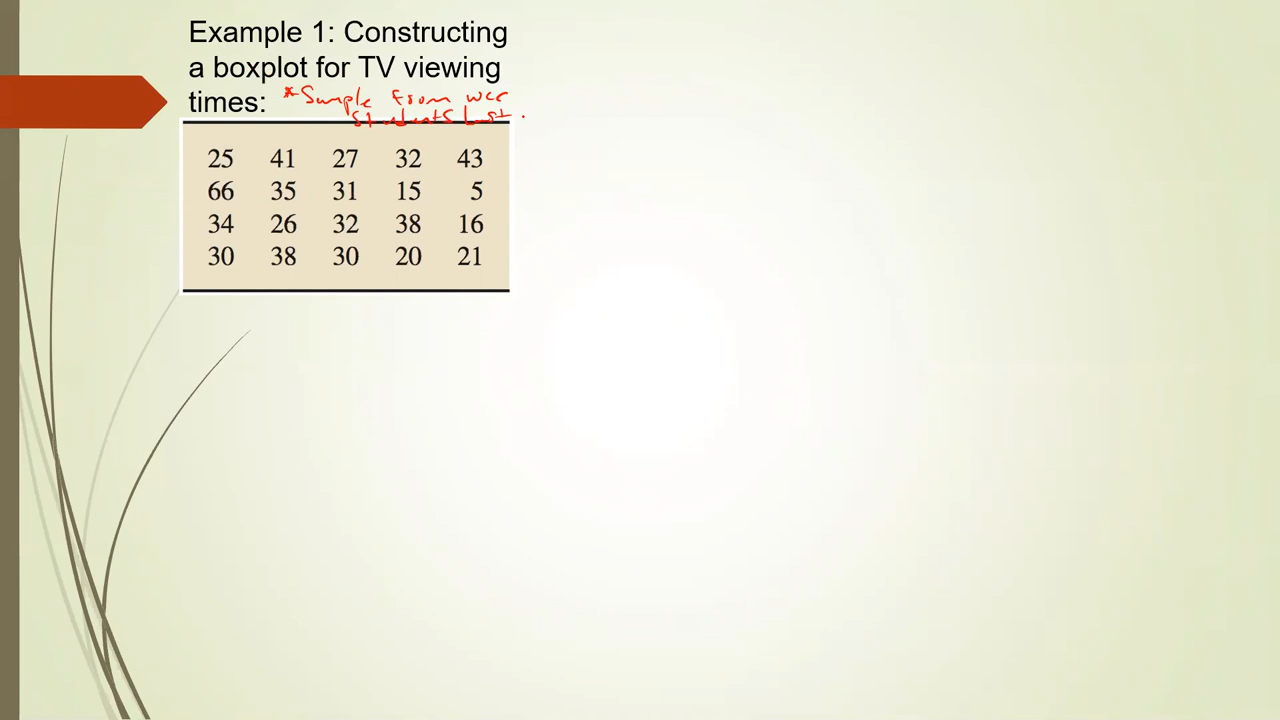 Example 1: Constructing
a boxplot for TV viewing
times: *Sample from wcc
students last
25 41 27 32 43
66 35 31 15 5
34 26 32 38 16
30 38 30 20 21